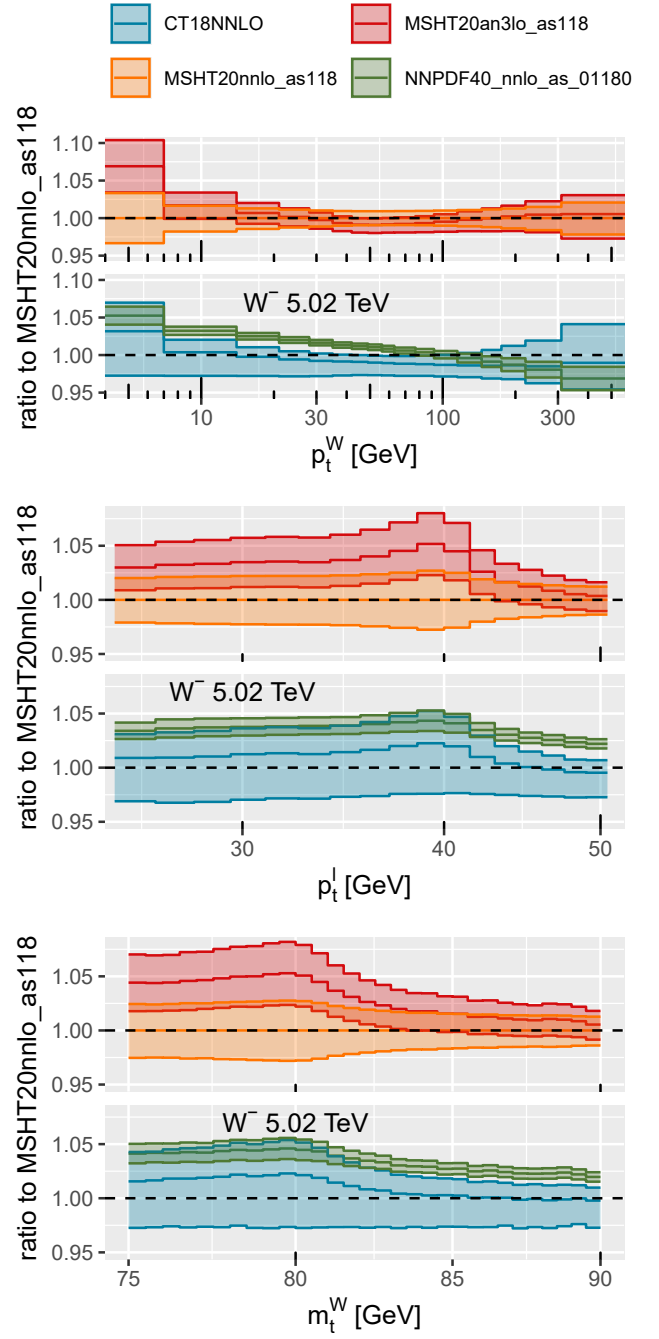 CT18NNLO
MSHT20an3lo_as118
MSHT20nnlo_as118
NNPDF40_nnlo_as_01180
ratio to MSHT20nnlo_as118
1.10
1.05
1.00
0.95
W⁻ 5.02 TeV
1.10
1.05
1.00
0.95
10 30 100 300
p_t^W [GeV]
ratio to MSHT20nnlo_as118
1.05
1.00
0.95
W⁻ 5.02 TeV
1.05
1.00
0.95
30 40 50
p_t^l [GeV]
ratio to MSHT20nnlo_as118
1.05
1.00
0.95
W⁻ 5.02 TeV
1.05
1.00
0.95
75 80 85 90
m_t^W [GeV]